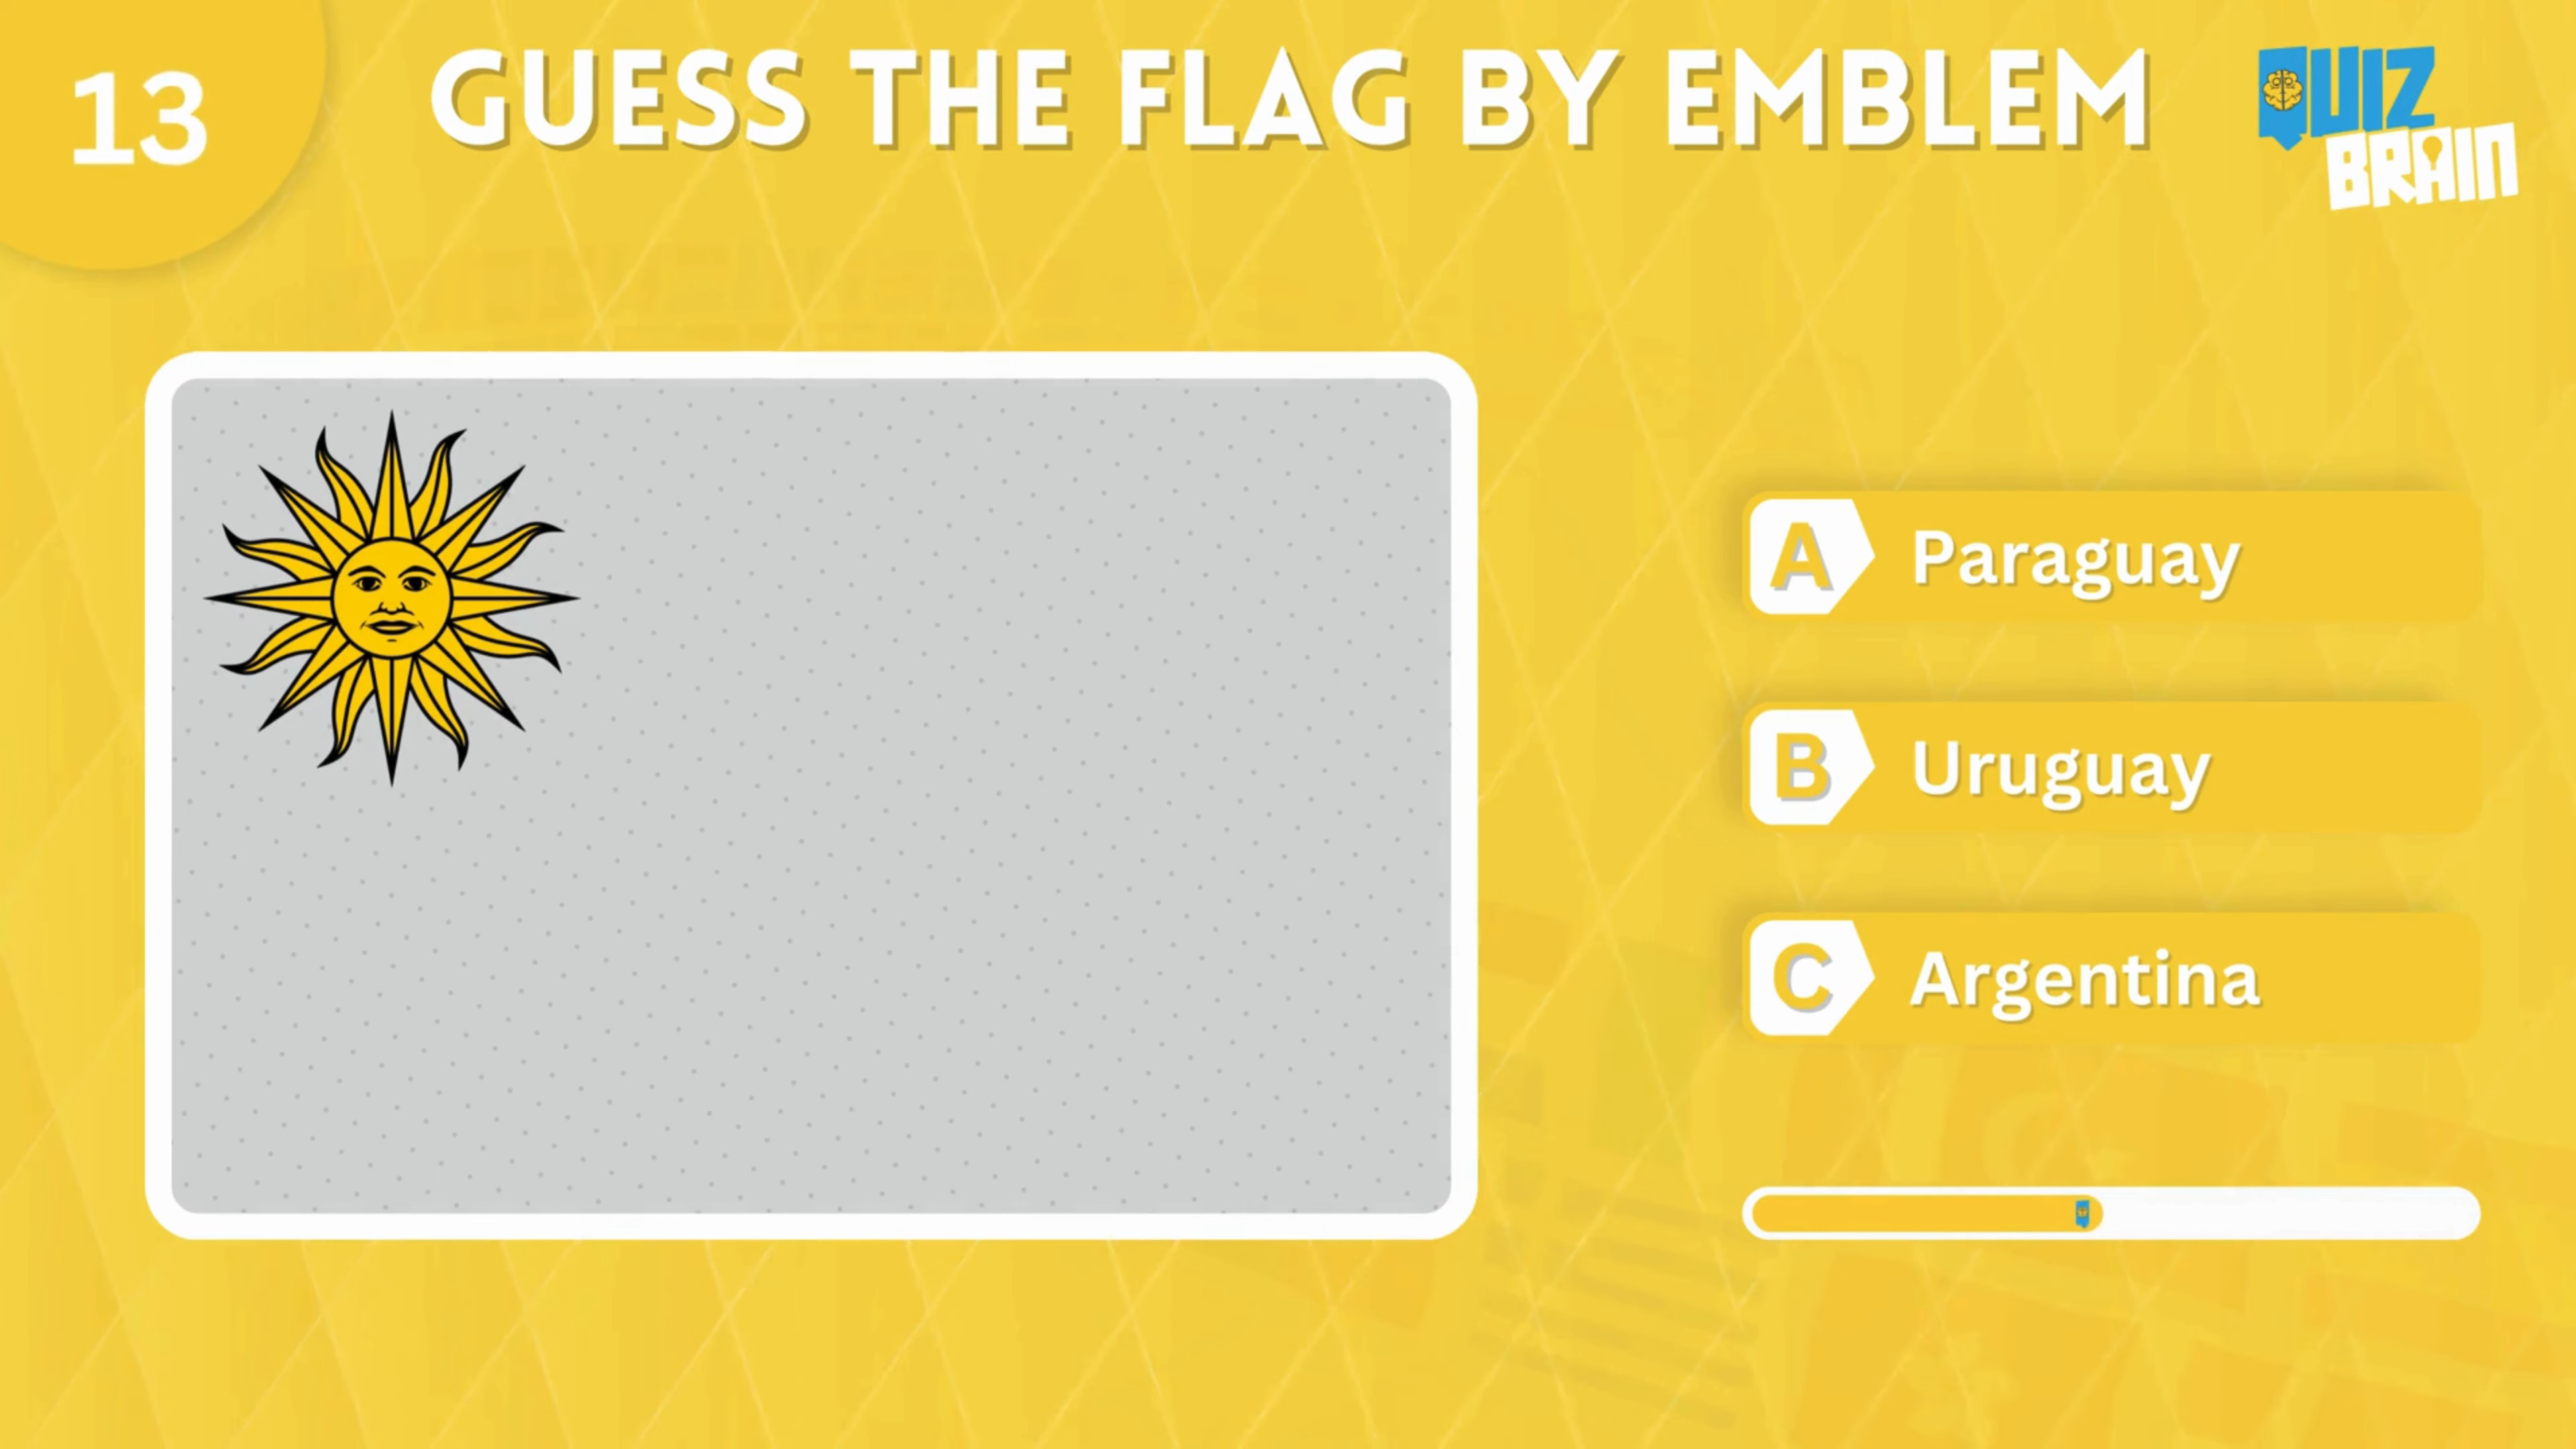 13
GUESS THE FLAG BY EMBLEM
QUIZ
BRAIN
A Paraguay
B Uruguay
C Argentina